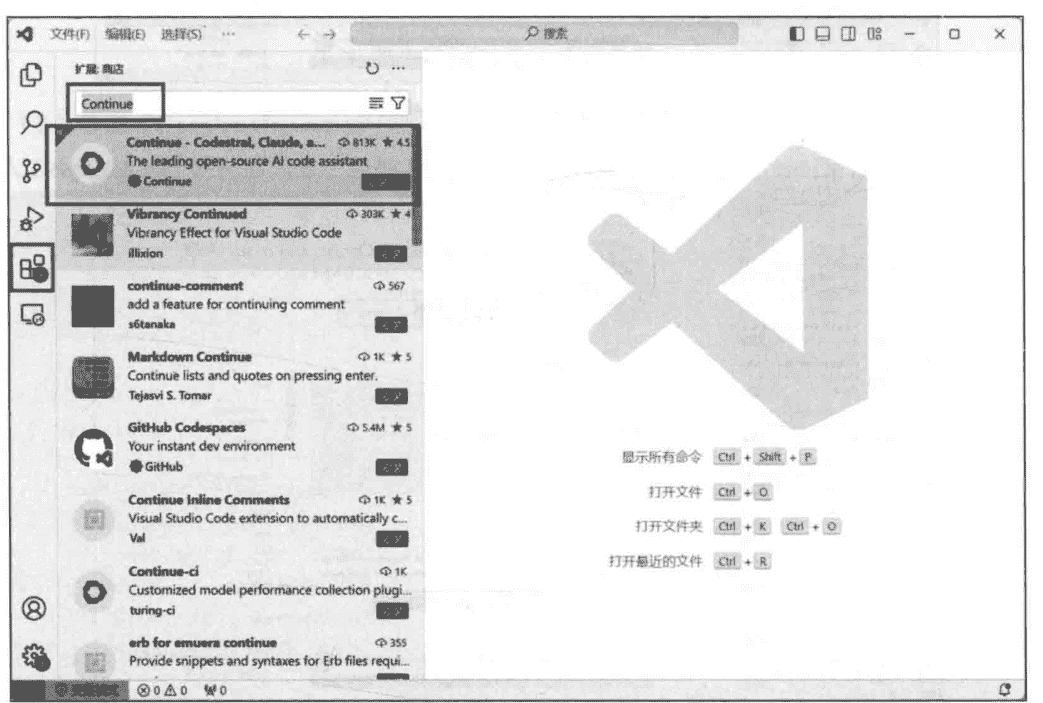 文件(F) 编辑(E) 选择(S) ···
搜索
扩展: 商店
Continue
Continue - Codestral, Claude, a... 813K ★ 4.5
The leading open-source AI code assistant
Continue
Vibrancy Continued 303K ★ 4
Vibrancy Effect for Visual Studio Code
illixion
continue-comment 567
add a feature for continuing comment
s6tanaka
Markdown Continue 1K ★ 5
Continue lists and quotes on pressing enter.
Tejasvi S. Tomar
GitHub Codespaces 5.4M ★ 5
Your instant dev environment
GitHub
Continue Inline Comments 1K ★ 5
Visual Studio Code extension to automatically c...
Val
Continue-ci 1K
Customized model performance collection plugi...
turing-ci
erb for emuera continue 355
Provide snippets and syntaxes for Erb files requi...
显示所有命令 Ctrl + Shift + P
打开文件 Ctrl + O
打开文件夹 Ctrl + K Ctrl + O
打开最近的文件 Ctrl + R
0 0 0